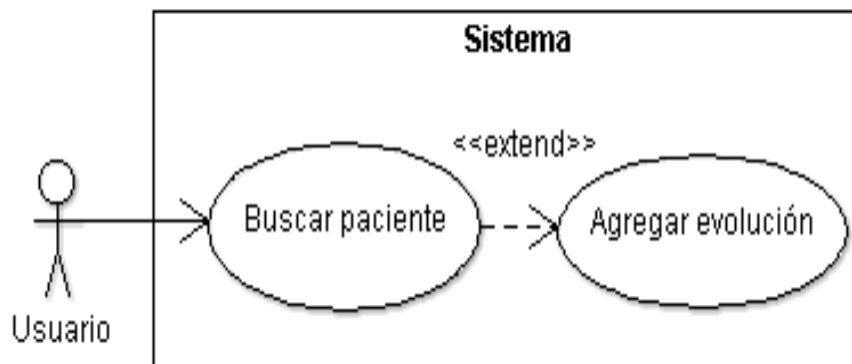 Sistema
<<extend>>
Buscar paciente
Agregar evolución
Usuario